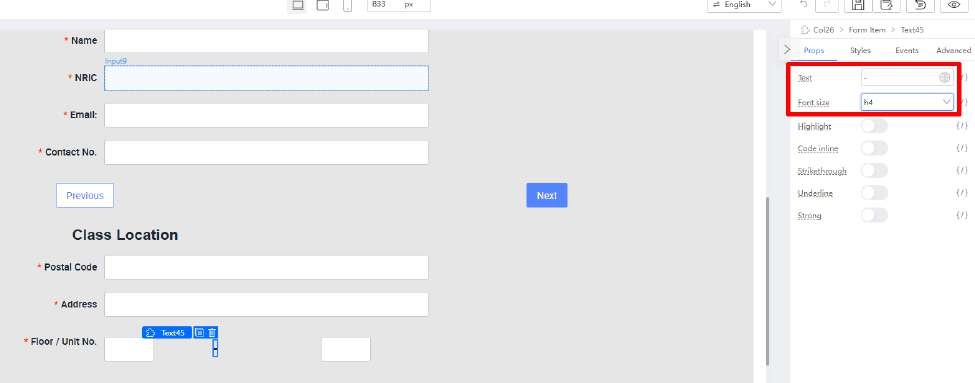 833 px
English
Col26 > Form Item > Text45
Props Styles Events Advanced
* Name
Input9
* NRIC
* Email:
* Contact No.
Previous
Next
Class Location
* Postal Code
* Address
Text45
* Floor / Unit No.
-
Text - {/}
Font size h4 {/}
Highlight {/}
Code inline {/}
Strikethrough {/}
Underline {/}
Strong {/}